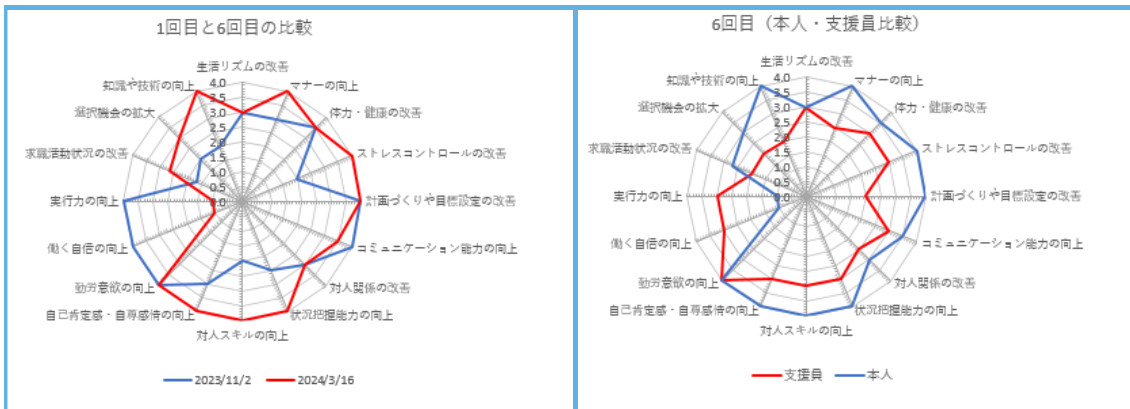 1回目と6回目の比較
生活リズムの改善
マナーの向上
体力・健康の改善
ストレスコントロールの改善
計画づくりや目標設定の改善
コミュニケーション能力の向上
対人関係の改善
状況把握能力の向上
対人スキルの向上
自己肯定感・自尊感情の向上
勤労意欲の向上
働く自信の向上
実行力の向上
求職活動状況の改善
選択機会の拡大
知識や技術の向上
4.0
3.5
3.0
2.5
2.0
1.5
1.0
0.5
0.0
2023/11/2
2024/3/16
6回目（本人・支援員比較）
生活リズムの改善
マナーの向上
体力・健康の改善
ストレスコントロールの改善
計画づくりや目標設定の改善
コミュニケーション能力の向上
対人関係の改善
状況把握能力の向上
対人スキルの向上
自己肯定感・自尊感情の向上
勤労意欲の向上
働く自信の向上
実行力の向上
求職活動状況の改善
選択機会の拡大
知識や技術の向上
4.0
3.5
3.0
2.5
2.0
1.5
1.0
0.5
0.0
支援員
本人